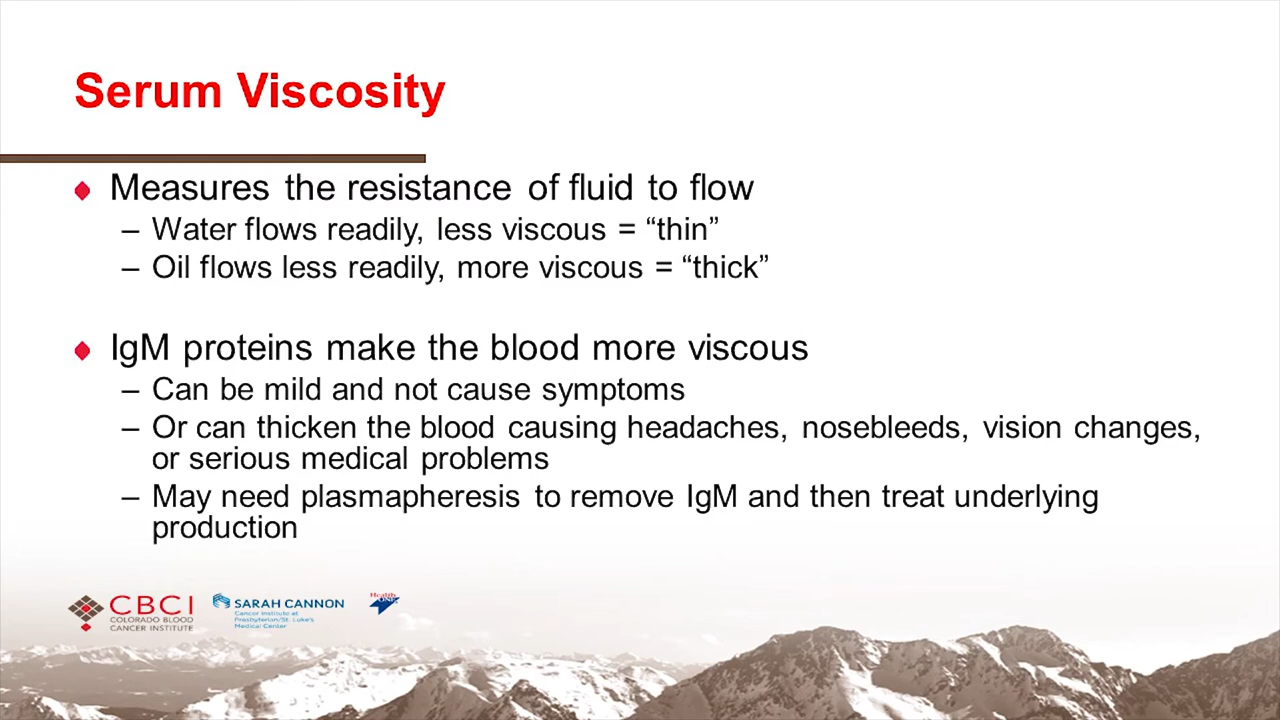 Serum Viscosity
Measures the resistance of fluid to flow
– Water flows readily, less viscous = “thin”
– Oil flows less readily, more viscous = “thick”
IgM proteins make the blood more viscous
– Can be mild and not cause symptoms
– Or can thicken the blood causing headaches, nosebleeds, vision changes,
or serious medical problems
– May need plasmapheresis to remove IgM and then treat underlying
production
CBCI
COLORADO BLOOD
CANCER INSTITUTE
SARAH CANNON
Cancer Institute at
Presbyterian/St. Luke's
Medical Center
Health
ONE